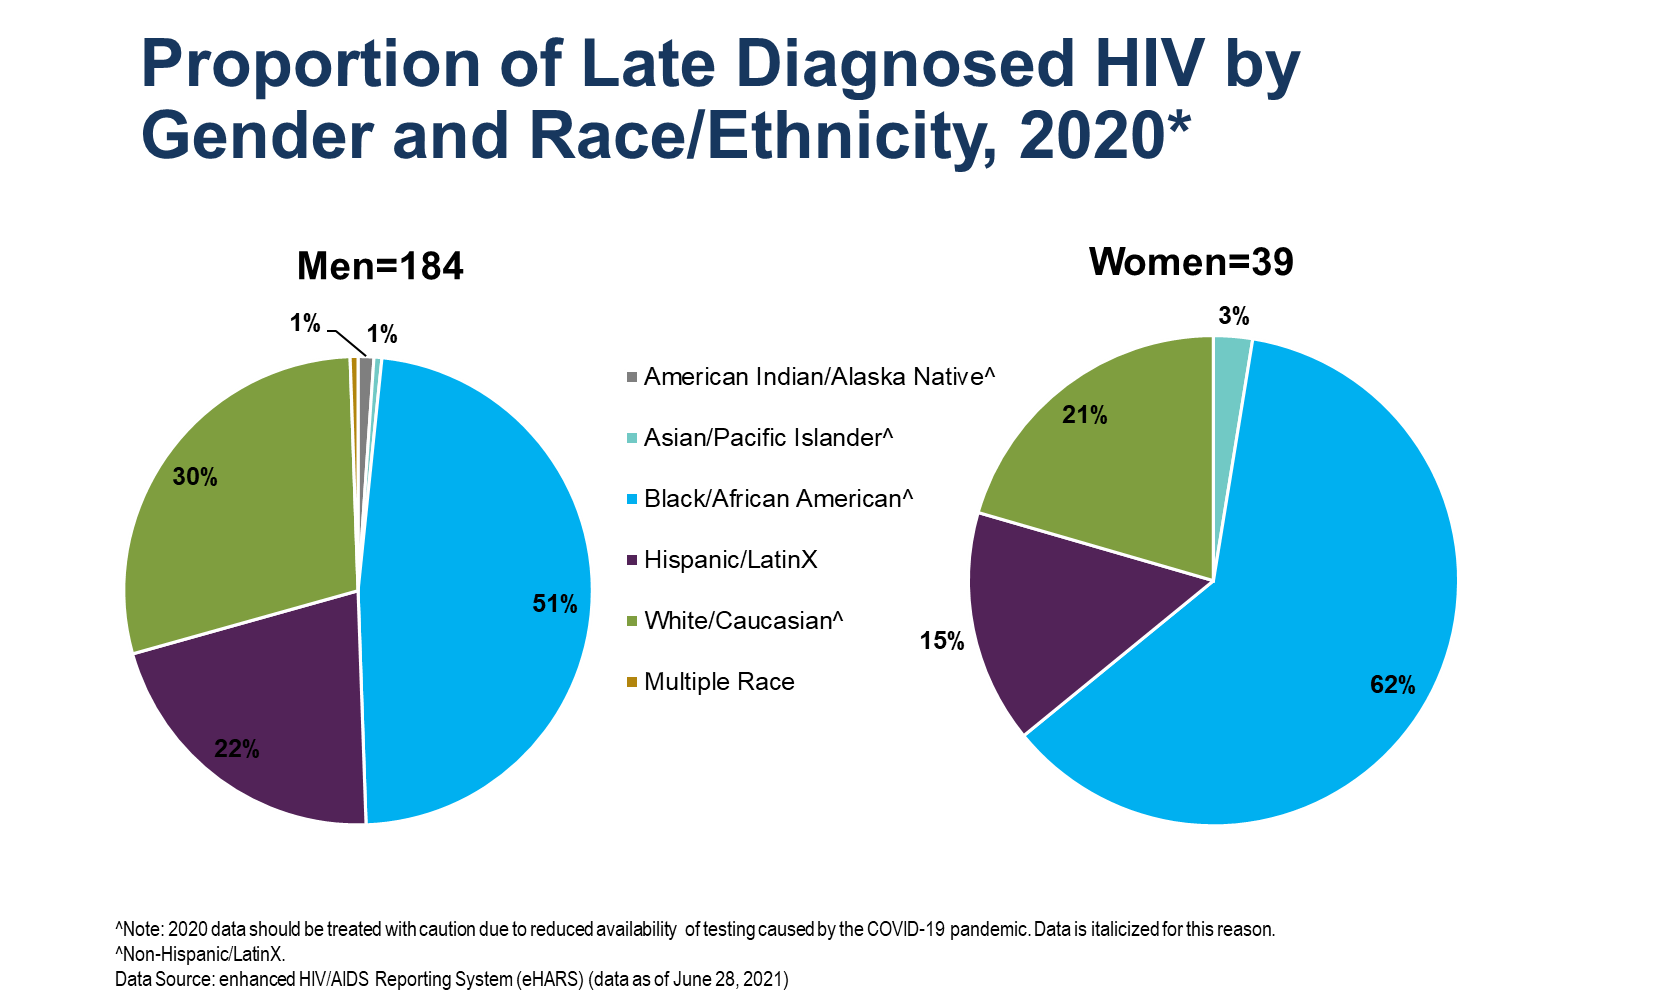 Proportion of Late Diagnosed HIV by
Gender and Race/Ethnicity, 2020*
Men=184
Women=39
1%
1%
30%
51%
22%
American Indian/Alaska Native^
Asian/Pacific Islander^
Black/African American^
Hispanic/LatinX
White/Caucasian^
Multiple Race
3%
21%
15%
62%
^Note: 2020 data should be treated with caution due to reduced availability of testing caused by the COVID-19 pandemic. Data is italicized for this reason.
^Non-Hispanic/LatinX.
Data Source: enhanced HIV/AIDS Reporting System (eHARS) (data as of June 28, 2021)